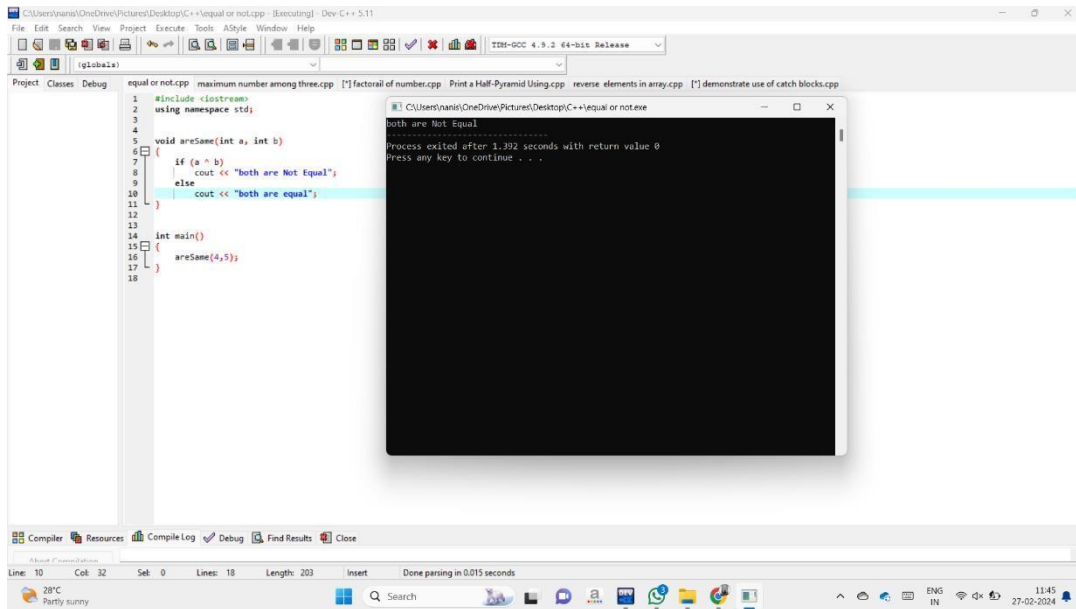 C:\Users\nanis\OneDrive\Pictures\Desktop\C++\equal or not.cpp - [Executing] - Dev-C++ 5.11
File Edit Search View Project Execute Tools AStyle Window Help
TDM-GCC 4.9.2 64-bit Release
(globals)
Project Classes Debug
equal or not.cpp maximum number among three.cpp [*] factorail of number.cpp Print a Half-Pyramid Using.cpp reverse elements in array.cpp [*] demonstrate use of catch blocks.cpp
1 #include <iostream>
2 using namespace std;
3
4
5 void areSame(int a, int b)
6 {
7 if (a ^ b)
8 cout << "both are Not Equal";
9 else
10 cout << "both are equal";
11 }
12
13
14 int main()
15 {
16 areSame(4,5);
17 }
18
C:\Users\nanis\OneDrive\Pictures\Desktop\C++\equal or not.exe
both are Not Equal
--------------------------------
Process exited after 1.392 seconds with return value 0
Press any key to continue . . .
Compiler Resources Compile Log Debug Find Results Close
Abort Compilation
Line: 10 Col: 32 Sel: 0 Lines: 18 Length: 203 Insert Done parsing in 0.015 seconds
28°C
Partly sunny
Search
a
DEV
ENG
IN
11:45
27-02-2024